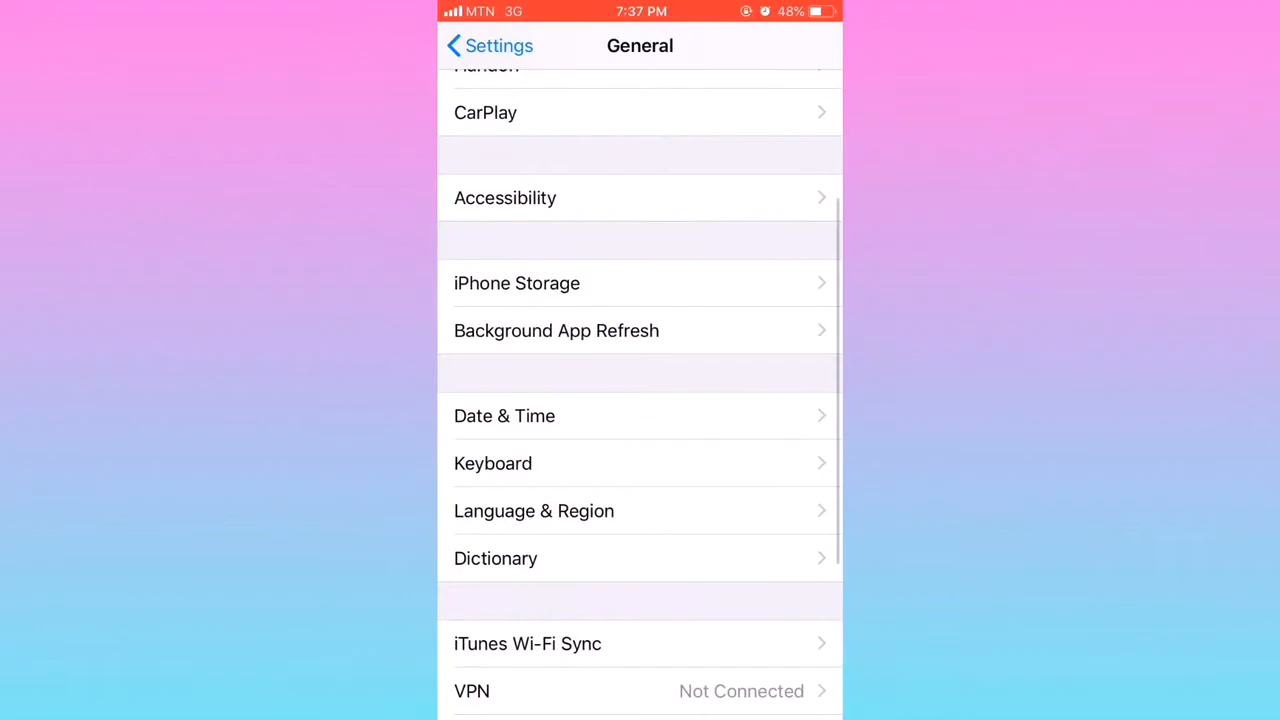 MTN 3G 7:37 PM 48%
Settings General
CarPlay
Accessibility
iPhone Storage
Background App Refresh
Date & Time
Keyboard
Language & Region
Dictionary
iTunes Wi-Fi Sync
VPN Not Connected